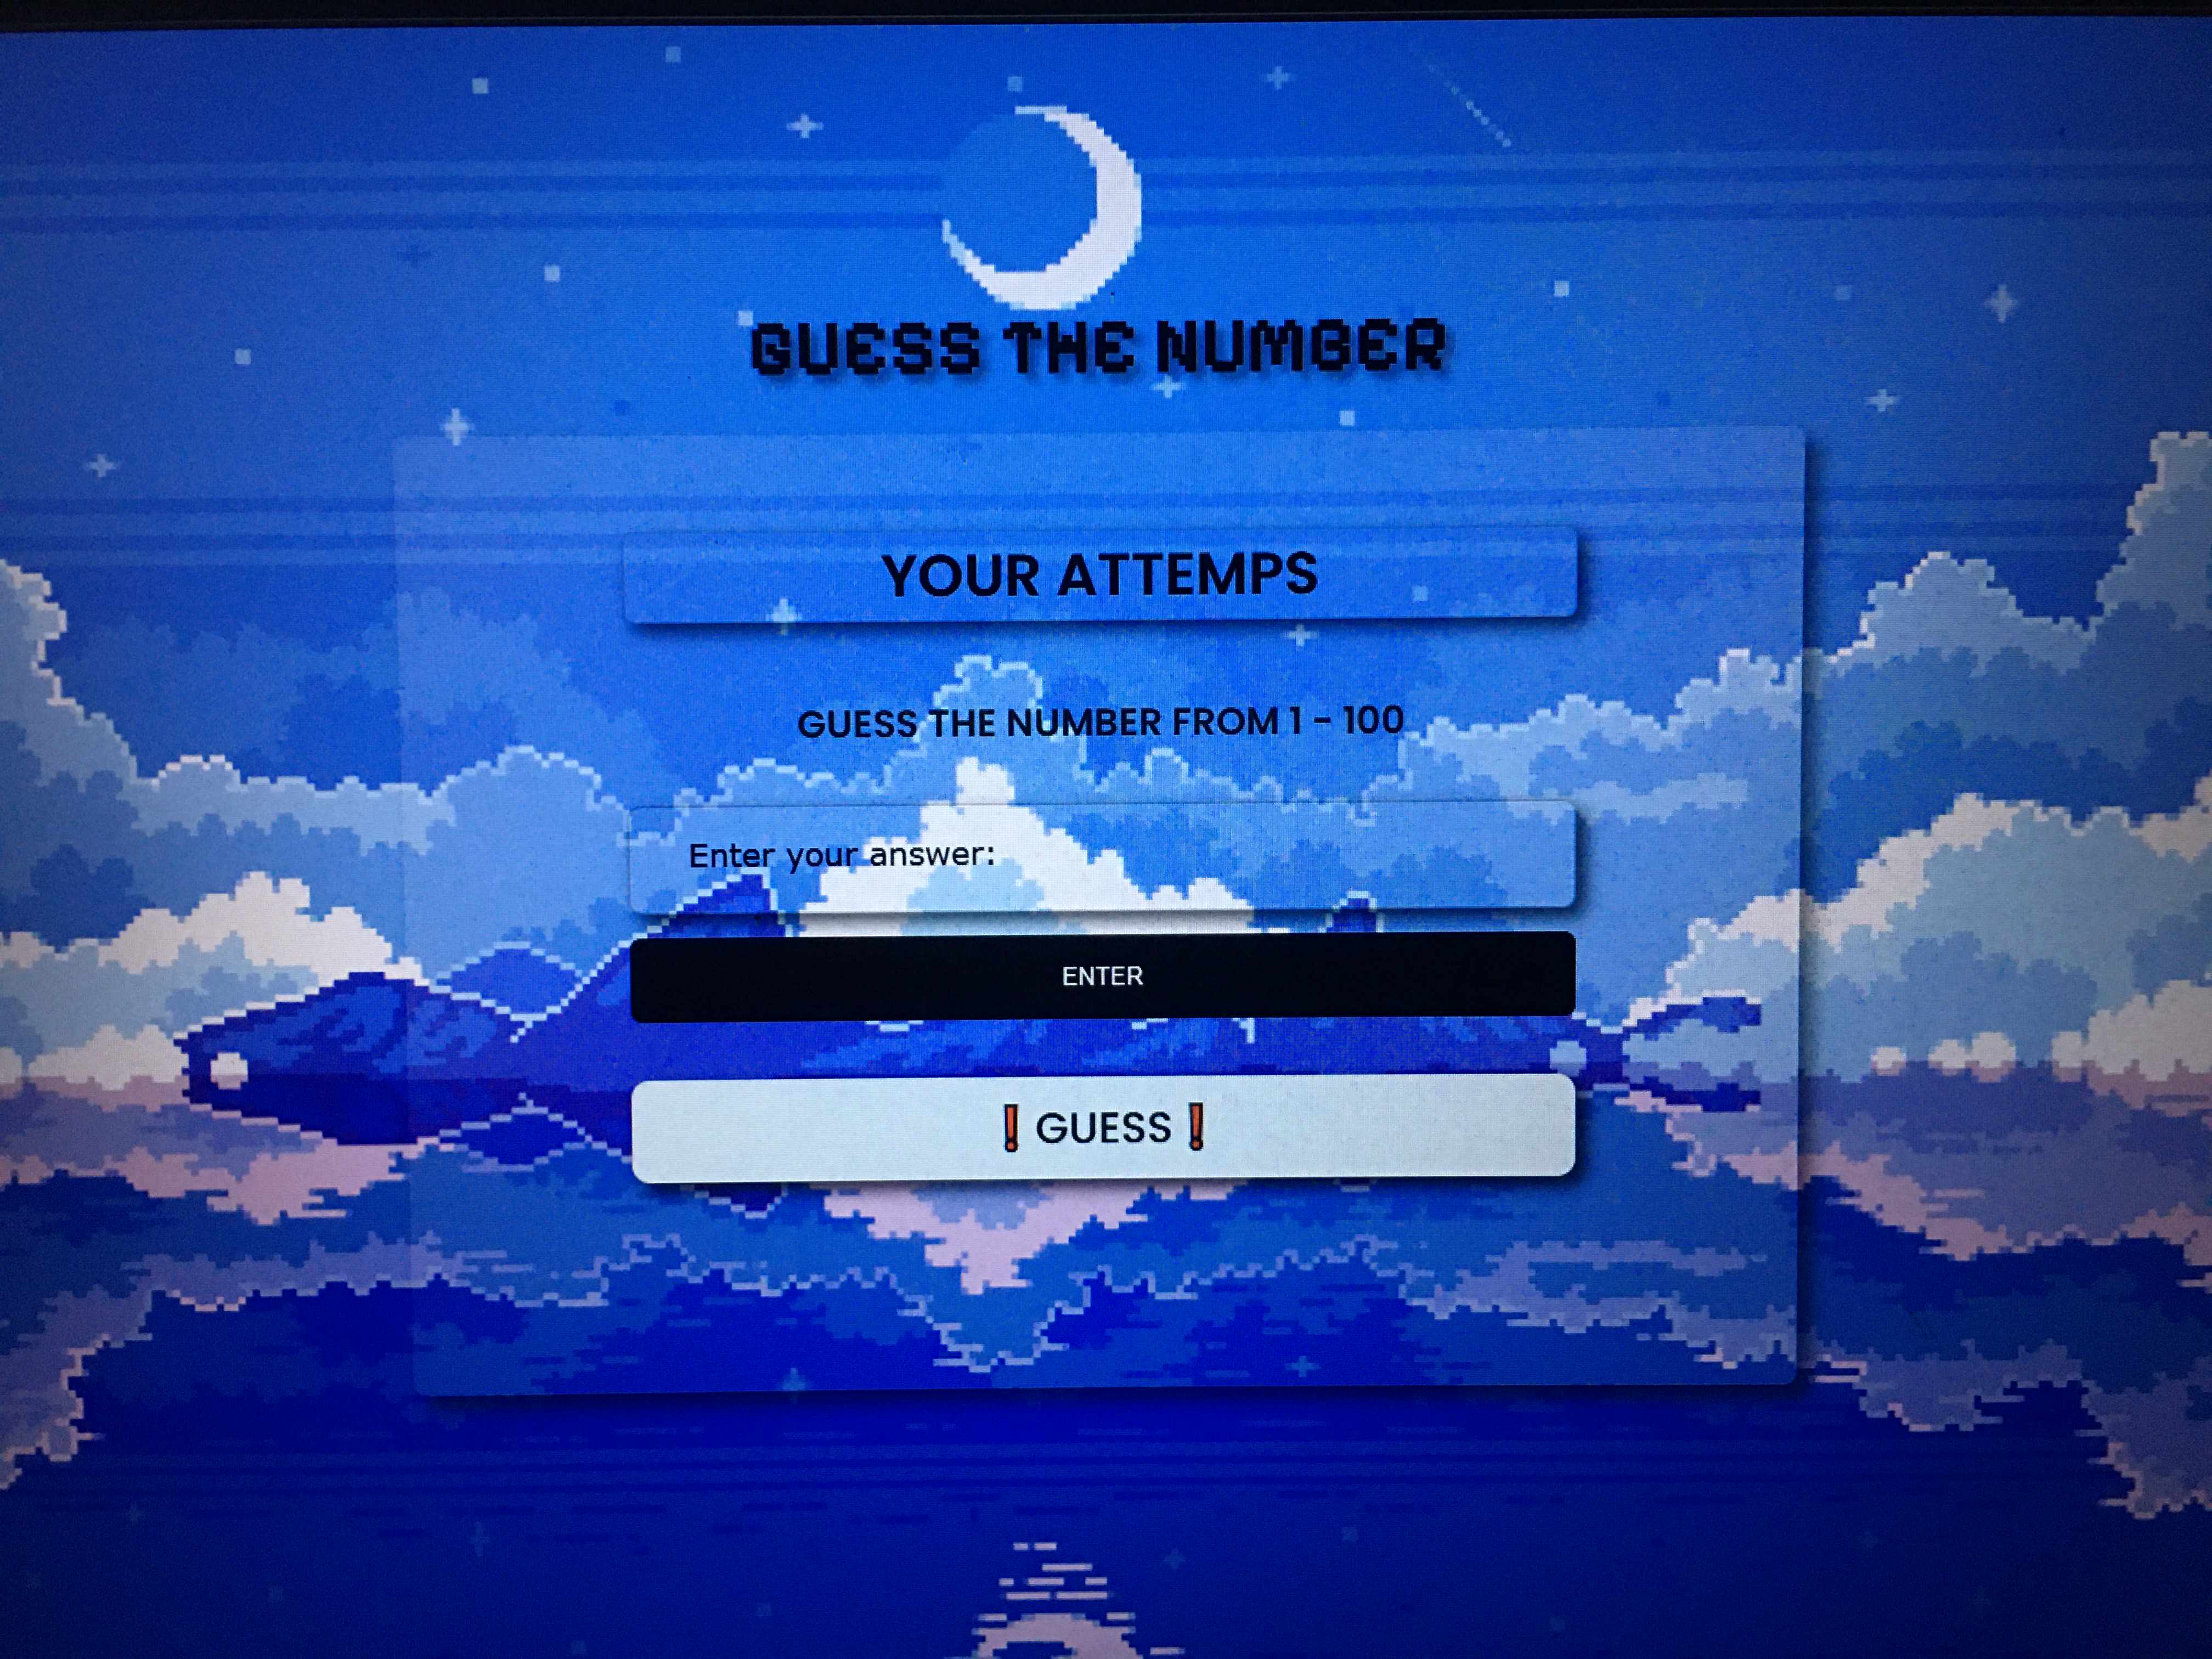 GUESS THE NUMBER
YOUR ATTEMPS
GUESS THE NUMBER FROM 1 - 100
Enter your answer:
ENTER
❗GUESS❗